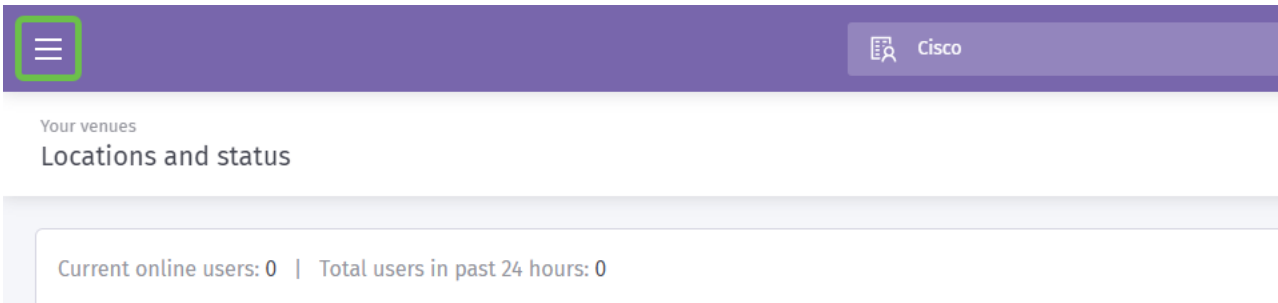 Cisco
Your venues
Locations and status
Current online users: 0 | Total users in past 24 hours: 0